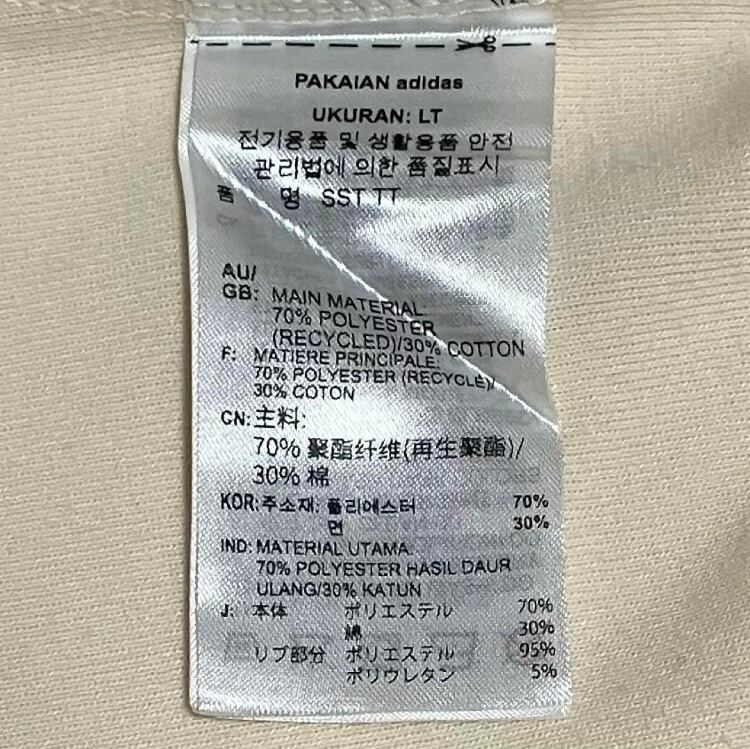 PAKAIAN adidas
UKURAN: LT
전기용품 및 생활용품 안전
관리법에 의한 품질표시
품 명 SST TT
AU/
GB: MAIN MATERIAL:
70% POLYESTER
(RECYCLED)/30% COTTON
F: MATIERE PRINCIPALE:
70% POLYESTER (RECYCLÉ)/
30% COTON
CN: 主料:
70% 聚酯纤维(再生聚酯)/
30% 棉
KOR: 주소재: 폴리에스터 70%
면 30%
IND: MATERIAL UTAMA:
70% POLYESTER HASIL DAUR
ULANG/30% KATUN
J: 本体 ポリエステル 70%
綿 30%
リブ部分 ポリエステル 95%
ポリウレタン 5%